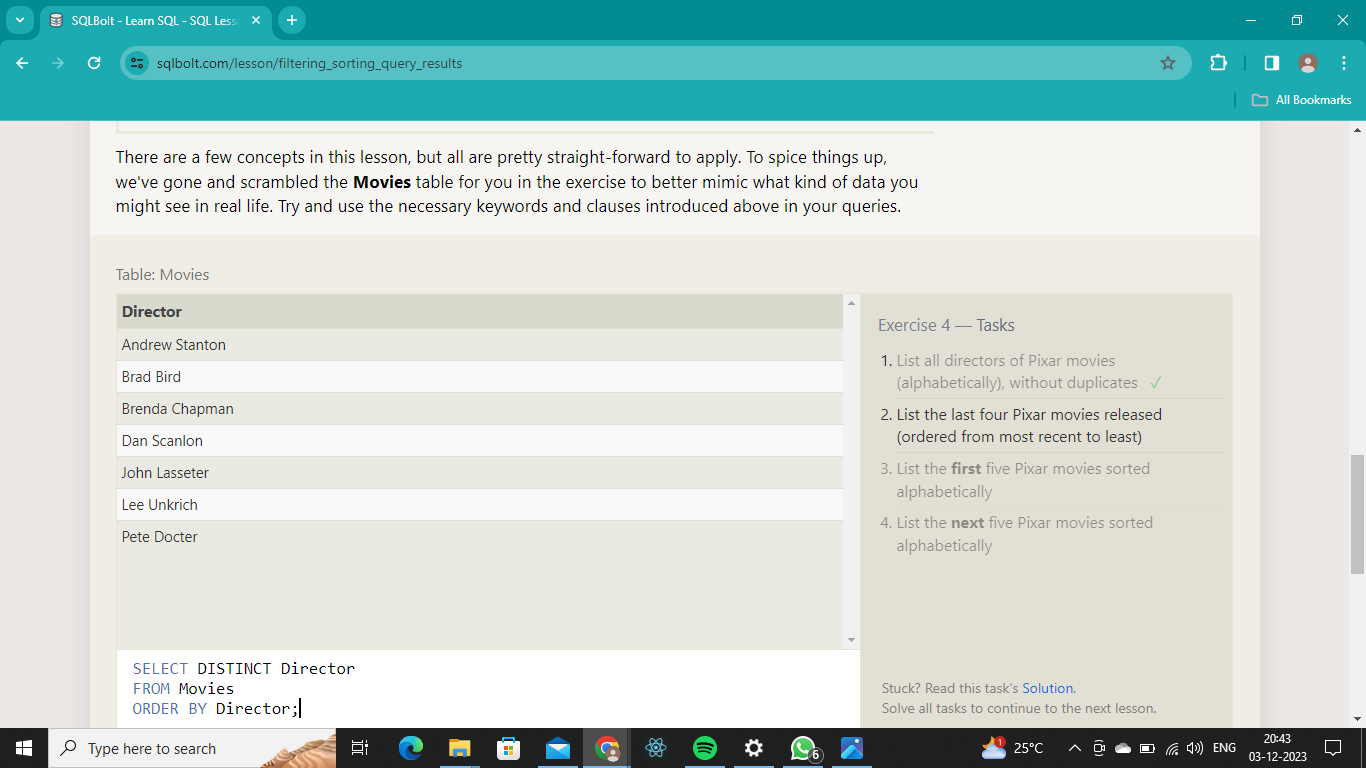 SQLBolt - Learn SQL - SQL Less
sqlbolt.com/lesson/filtering_sorting_query_results
All Bookmarks
There are a few concepts in this lesson, but all are pretty straight-forward to apply. To spice things up,
we've gone and scrambled the Movies table for you in the exercise to better mimic what kind of data you
might see in real life. Try and use the necessary keywords and clauses introduced above in your queries.
Table: Movies
Director
Andrew Stanton
Brad Bird
Brenda Chapman
Dan Scanlon
John Lasseter
Lee Unkrich
Pete Docter
SELECT DISTINCT Director
FROM Movies
ORDER BY Director;
Exercise 4 — Tasks
1. List all directors of Pixar movies
(alphabetically), without duplicates ✓
2. List the last four Pixar movies released
(ordered from most recent to least)
3. List the first five Pixar movies sorted
alphabetically
4. List the next five Pixar movies sorted
alphabetically
Stuck? Read this task's Solution.
Solve all tasks to continue to the next lesson.
Type here to search
6
1
25°C
ENG
20:43
03-12-2023